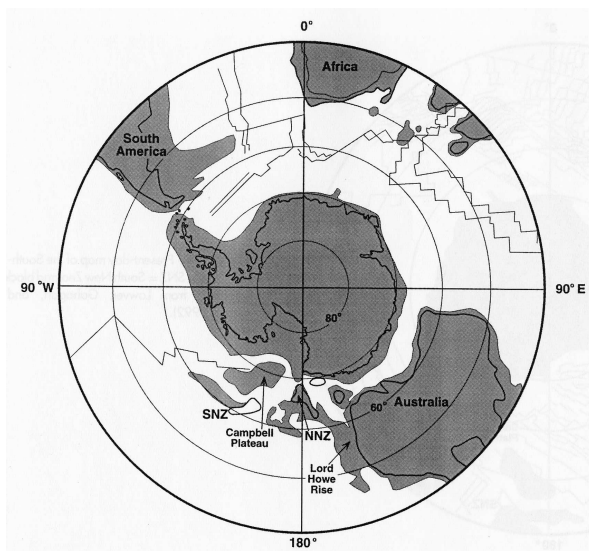 0°
Africa
South
America
90°W
90°E
80°
60°
Australia
SNZ
Campbell
Plateau
NNZ
Lord
Howe
Rise
180°